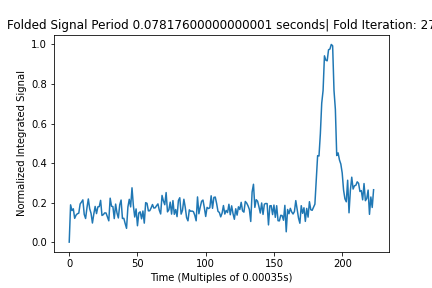 Folded Signal Period 0.07817600000000001 seconds| Fold Iteration: 27
Normalized Integrated Signal
1.0
0.8
0.6
0.4
0.2
0.0
0 50 100 150 200
Time (Multiples of 0.00035s)